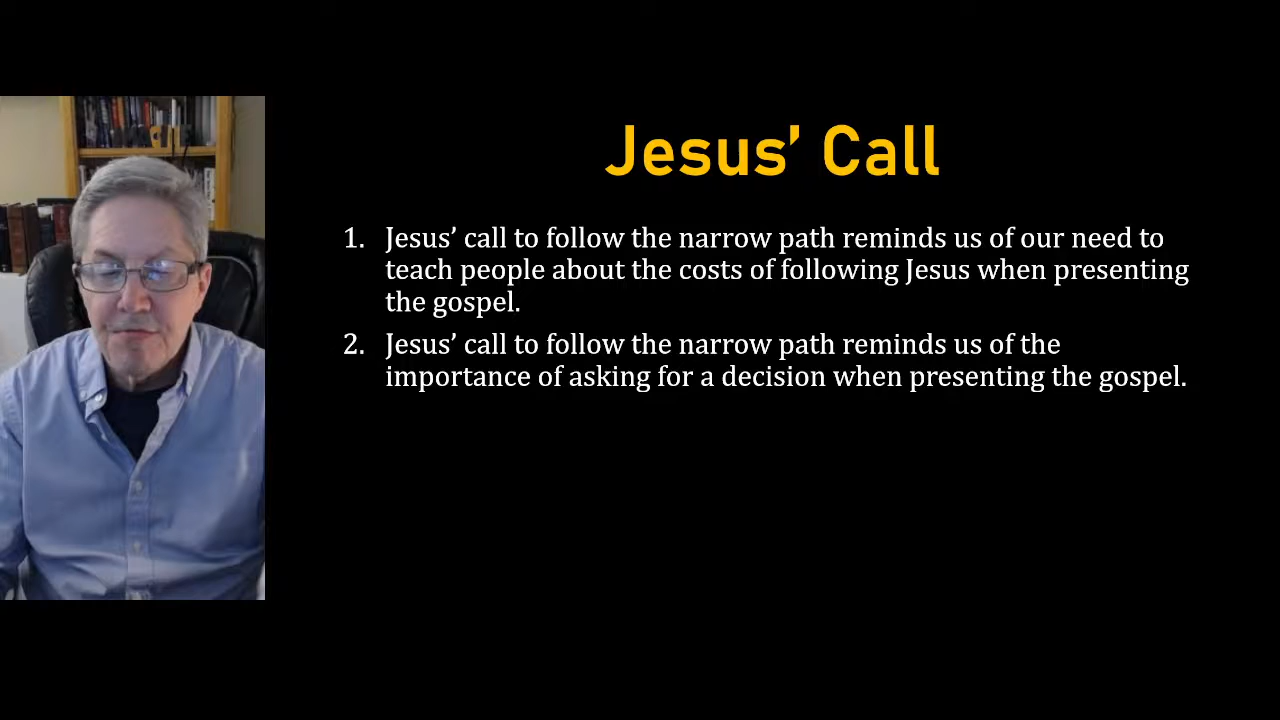 Jesus’ Call
1. Jesus’ call to follow the narrow path reminds us of our need to
teach people about the costs of following Jesus when presenting
the gospel.
2. Jesus’ call to follow the narrow path reminds us of the
importance of asking for a decision when presenting the gospel.